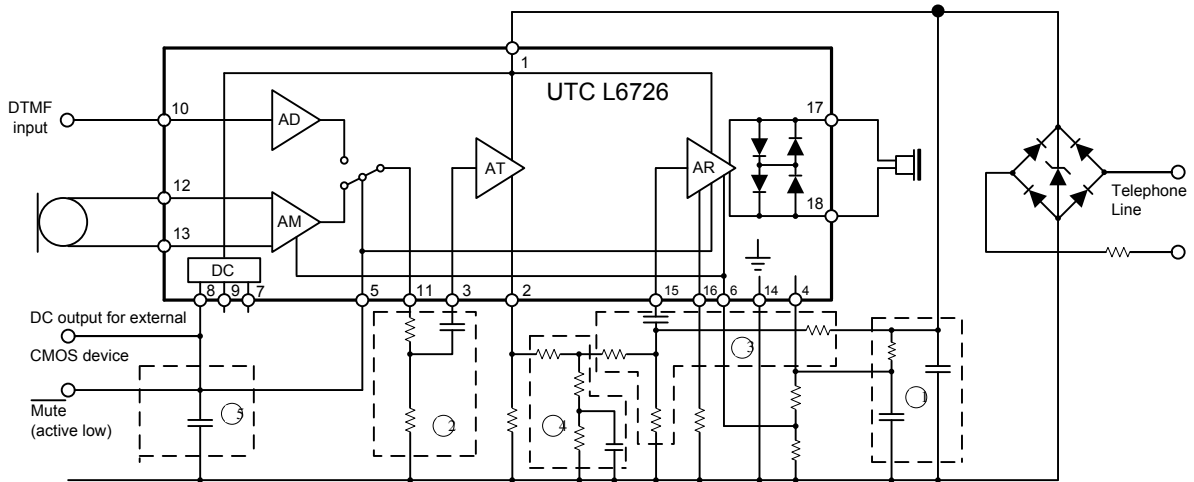 1
UTC L6726
17
DTMF
input
10
AD
AT
AR
12
AM
18
Telephone
Line
13
DC
8 9 7 5 11 3 2 15 16 6 14 4
DC output for external
CMOS device
3
1
Mute
(active low)
5
2
4